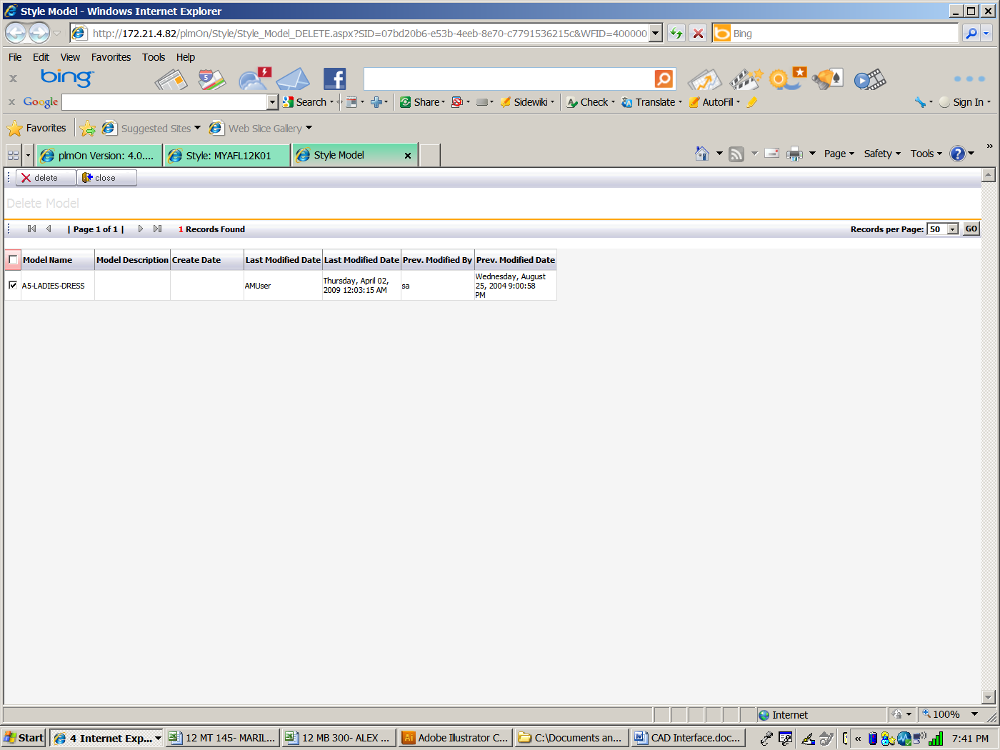 Style Model - Windows Internet Explorer
http://172.21.4.82/plmOn/Style/Style_Model_DELETE.aspx?SID=07bd20b6-e53b-4eeb-8e70-c7791536215c&WFID=400000
Bing
File Edit View Favorites Tools Help
x bing
x Google Search Share Sidewiki Check Translate AutoFill Sign In
Favorites Suggested Sites Web Slice Gallery
plmOn Version: 4.0.... Style: MYAFL12K01 Style Model Page Safety Tools
delete close
Delete Model
| Page 1 of 1 | 1 Records Found Records per Page: 50 GO
Model Name Model Description Create Date Last Modified Date Last Modified Date Prev. Modified By Prev. Modified Date
A5-LADIES-DRESS AMUser Thursday, April 02, 2009 12:03:15 AM sa Wednesday, August 25, 2004 9:00:58 PM
Internet 100%
Start 4 Internet Exp... 12 MT 145- MARIL... 12 MB 300- ALEX ... Adobe Illustrator C... C:\Documents an... CAD Interface.doc... « 7:41 PM